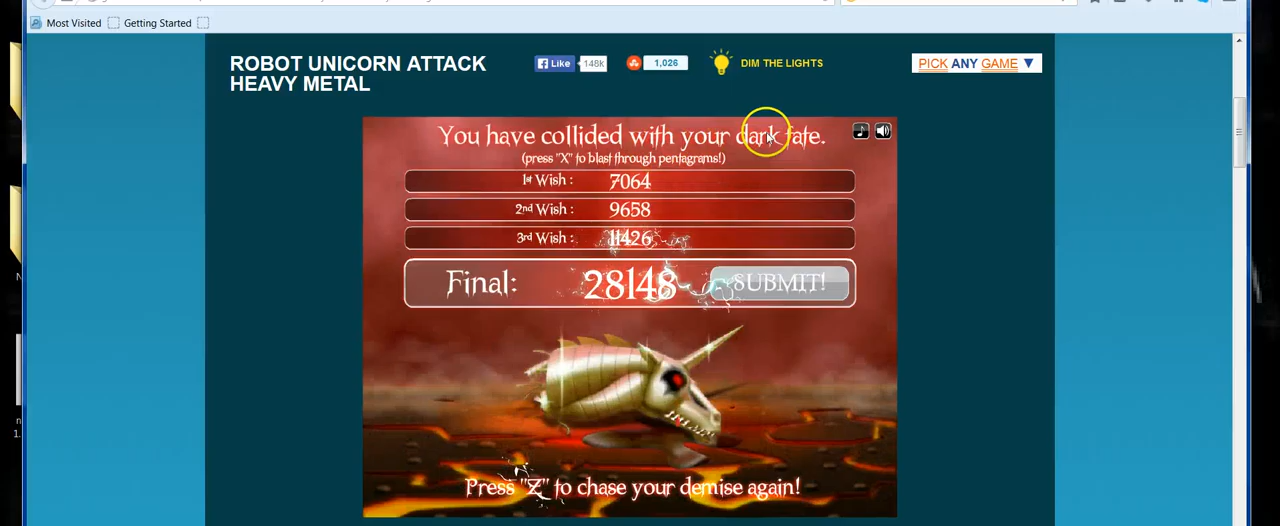 Most Visited Getting Started
ROBOT UNICORN ATTACK
HEAVY METAL
Like 148k 1,026 DIM THE LIGHTS PICK ANY GAME ▼
You have collided with your dark fate.
(press "X" to blast through pentagrams!)
1st Wish : 7064
2nd Wish : 9658
3rd Wish : 11426
Final: 28148 SUBMIT!
Press "Z" to chase your demise again!